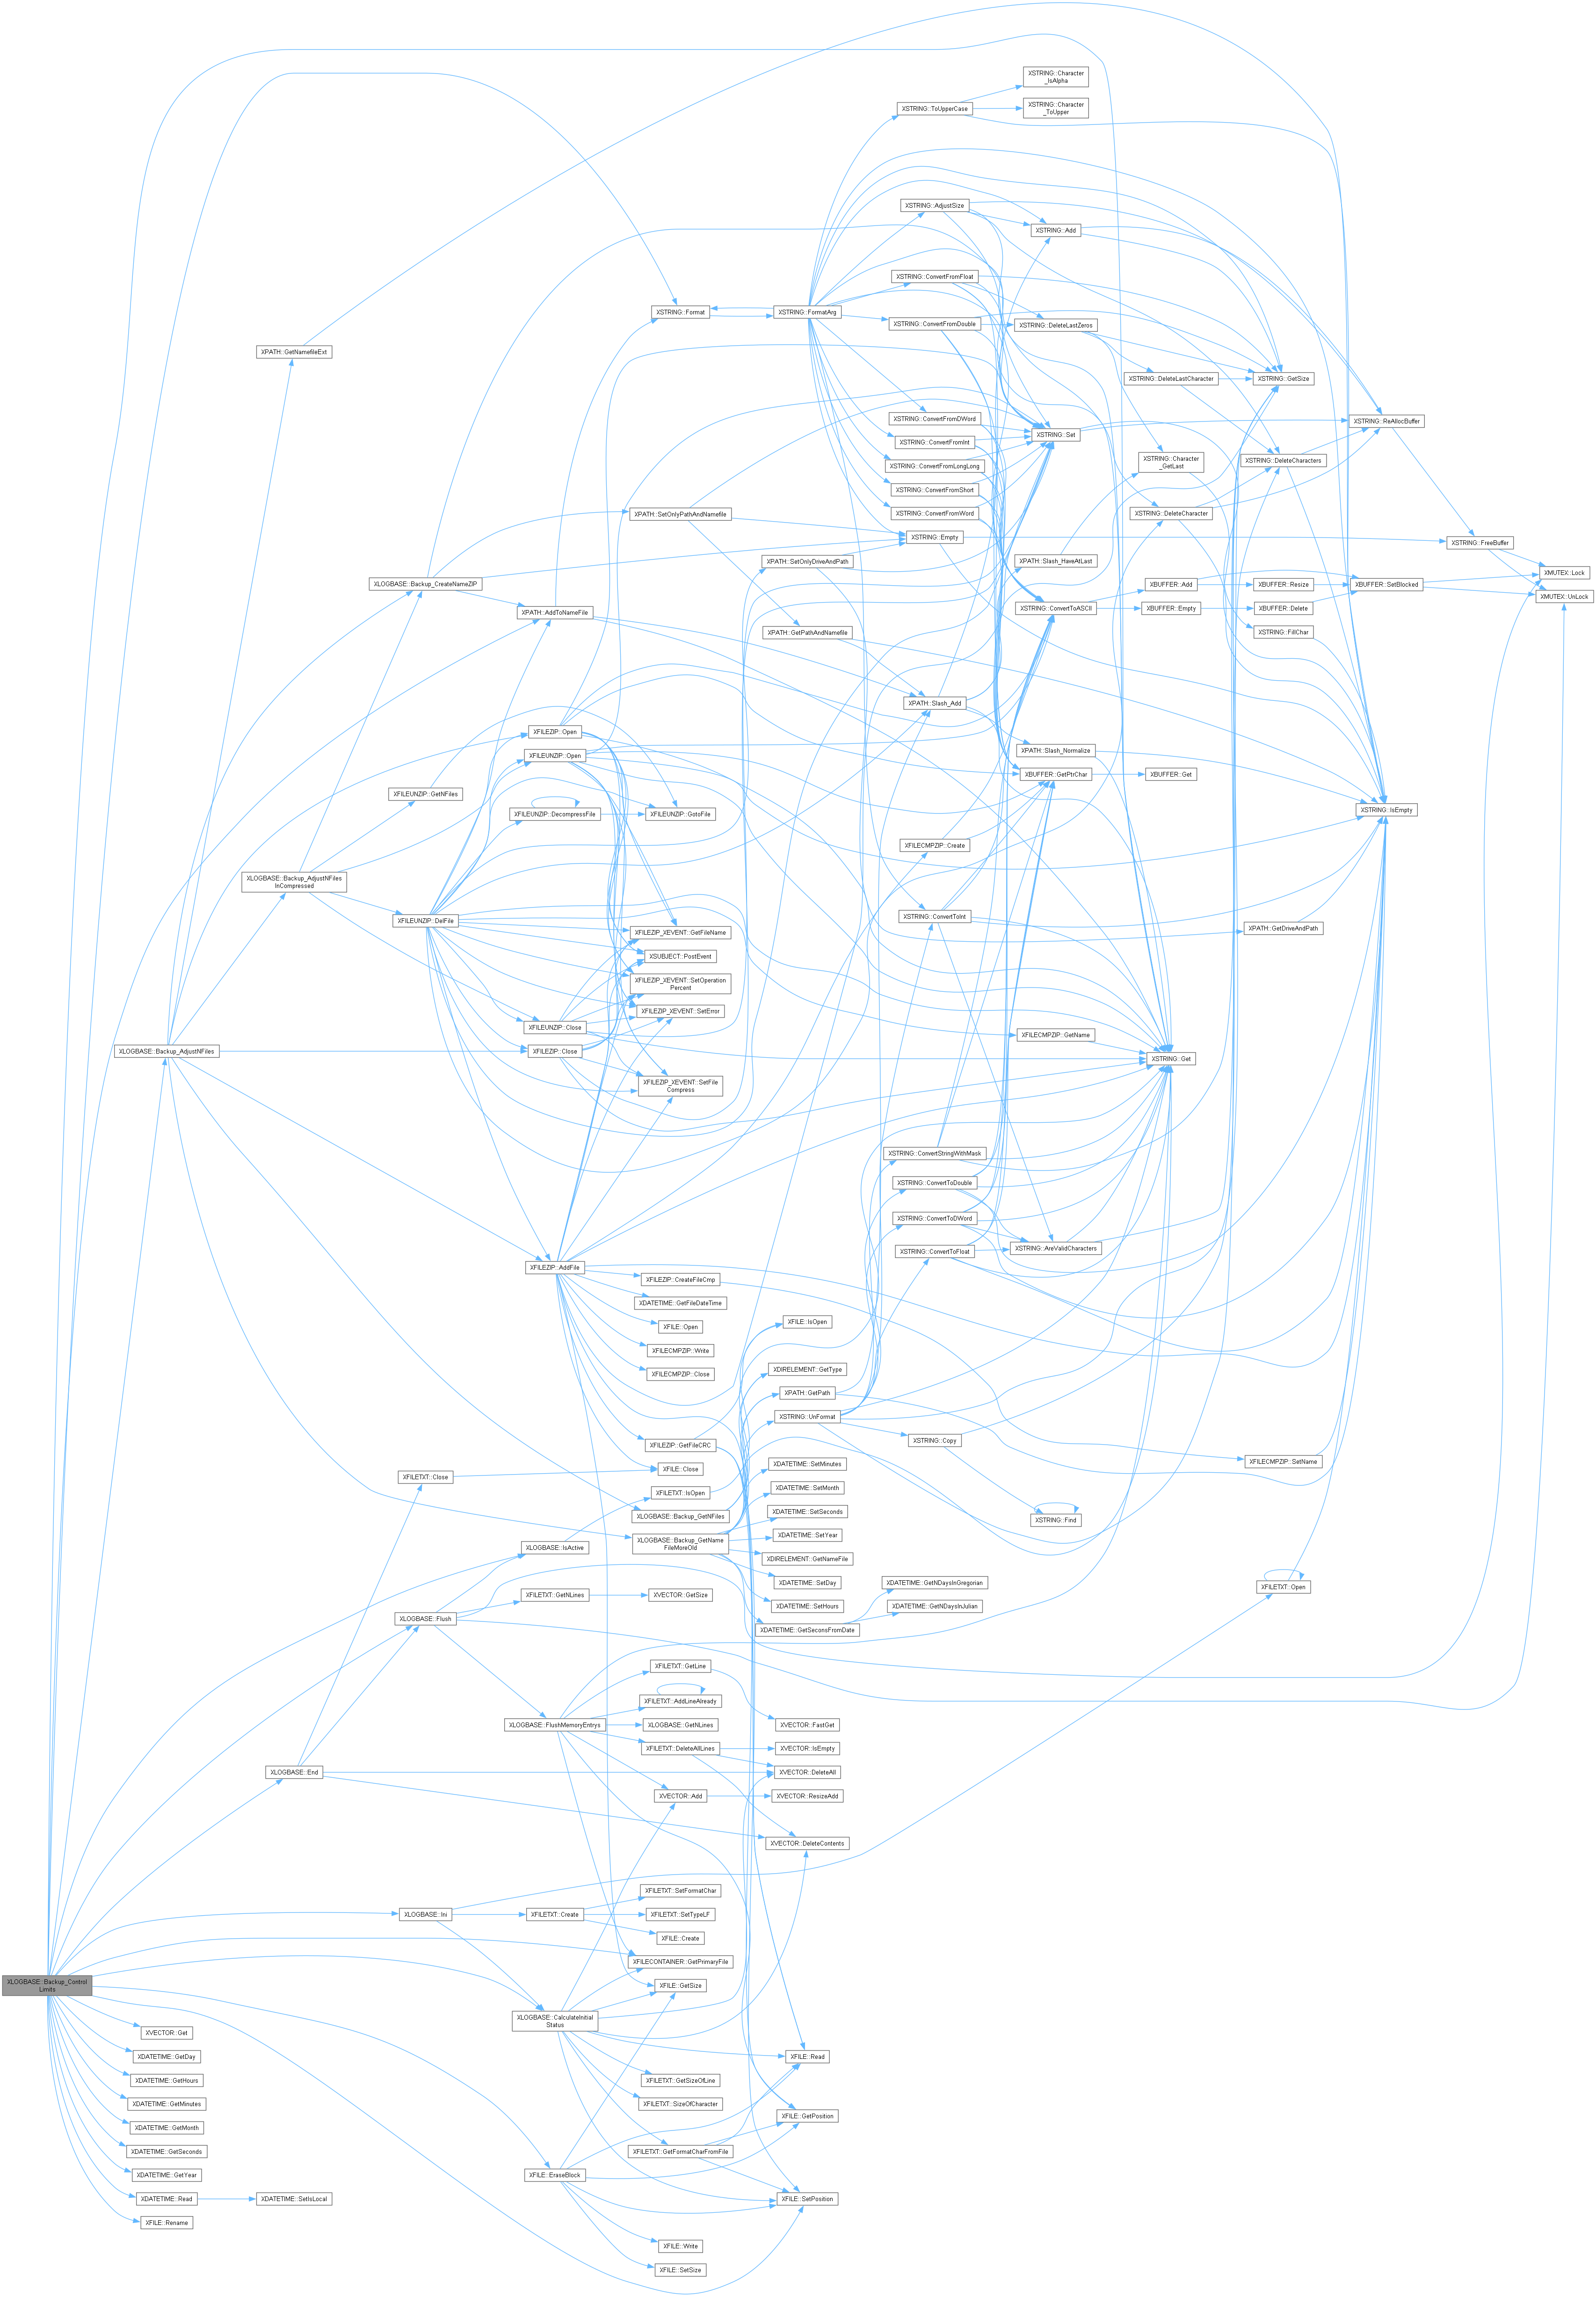 XSTRING::Character
_IsAlpha
XSTRING::ToUpperCase
XSTRING::Character
_ToUpper
XSTRING::AdjustSize
XSTRING::Add
XSTRING::ConvertFromFloat
XSTRING::Format
XSTRING::FormatArg
XSTRING::ConvertFromDouble
XSTRING::DeleteLastZeros
XPATH::GetNamefileExt
XSTRING::DeleteLastCharacter
XSTRING::GetSize
XSTRING::ConvertFromDWord
XSTRING::ReAllocBuffer
XSTRING::Set
XSTRING::ConvertFromInt
XSTRING::ConvertFromLongLong
XSTRING::Character
_GetLast
XSTRING::DeleteCharacters
XSTRING::ConvertFromShort
XSTRING::ConvertFromWord
XPATH::SetOnlyPathAndNamefile
XSTRING::DeleteCharacter
XSTRING::Empty
XSTRING::FreeBuffer
XPATH::SetOnlyDriveAndPath
XPATH::Slash_HaveAtLast
XMUTEX::Lock
XLOGBASE::Backup_CreateNameZIP
XBUFFER::Add
XBUFFER::Resize
XBUFFER::SetBlocked
XMUTEX::UnLock
XPATH::AddToNameFile
XSTRING::ConvertToASCII
XBUFFER::Empty
XBUFFER::Delete
XPATH::GetPathAndNamefile
XSTRING::FillChar
XPATH::Slash_Add
XFILEZIP::Open
XPATH::Slash_Normalize
XFILEUNZIP::Open
XBUFFER::GetPtrChar
XBUFFER::Get
XFILEUNZIP::GetNFiles
XFILEUNZIP::DecompressFile
XFILEUNZIP::GotoFile
XSTRING::IsEmpty
XFILECMPZIP::Create
XLOGBASE::Backup_AdjustNFiles
InCompressed
XFILEUNZIP::DelFile
XSTRING::ConvertToInt
XFILEZIP_XEVENT::GetFileName
XPATH::GetDriveAndPath
XSUBJECT::PostEvent
XFILEZIP_XEVENT::SetOperation
Percent
XFILEZIP_XEVENT::SetError
XFILEUNZIP::Close
XFILECMPZIP::GetName
XLOGBASE::Backup_AdjustNFiles
XFILEZIP::Close
XSTRING::Get
XFILEZIP_XEVENT::SetFile
Compress
XSTRING::ConvertStringWithMask
XSTRING::ConvertToDouble
XSTRING::ConvertToDWord
XSTRING::ConvertToFloat
XSTRING::AreValidCharacters
XFILEZIP::AddFile
XFILEZIP::CreateFileCmp
XDATETIME::GetFileDateTime
XFILE::Open
XFILE::IsOpen
XFILECMPZIP::Write
XFILECMPZIP::Close
XDIRELEMENT::GetType
XPATH::GetPath
XSTRING::UnFormat
XSTRING::Copy
XFILEZIP::GetFileCRC
XFILECMPZIP::SetName
XDATETIME::SetMinutes
XFILE::Close
XFILETXT::Close
XDATETIME::SetMonth
XFILETXT::IsOpen
XDATETIME::SetSeconds
XLOGBASE::Backup_GetNFiles
XSTRING::Find
XDATETIME::SetYear
XLOGBASE::IsActive
XLOGBASE::Backup_GetName
FileMoreOld
XDIRELEMENT::GetNameFile
XDATETIME::SetDay
XDATETIME::GetNDaysInGregorian
XFILETXT::Open
XFILETXT::GetNLines
XVECTOR::GetSize
XDATETIME::SetHours
XDATETIME::GetNDaysInJulian
XLOGBASE::Flush
XDATETIME::GetSeconsFromDate
XFILETXT::GetLine
XFILETXT::AddLineAlready
XLOGBASE::FlushMemoryEntrys
XLOGBASE::GetNLines
XVECTOR::FastGet
XFILETXT::DeleteAllLines
XVECTOR::IsEmpty
XLOGBASE::End
XVECTOR::DeleteAll
XVECTOR::Add
XVECTOR::ResizeAdd
XVECTOR::DeleteContents
XFILETXT::SetFormatChar
XLOGBASE::Ini
XFILETXT::Create
XFILETXT::SetTypeLF
XFILE::Create
XFILECONTAINER::GetPrimaryFile
XLOGBASE::Backup_Control
Limits
XFILE::GetSize
XLOGBASE::CalculateInitial
Status
XVECTOR::Get
XDATETIME::GetDay
XFILE::Read
XDATETIME::GetHours
XFILETXT::GetSizeOfLine
XDATETIME::GetMinutes
XFILETXT::SizeOfCharacter
XDATETIME::GetMonth
XFILE::GetPosition
XDATETIME::GetSeconds
XFILETXT::GetFormatCharFromFile
XDATETIME::GetYear
XFILE::EraseBlock
XDATETIME::Read
XDATETIME::SetIsLocal
XFILE::SetPosition
XFILE::Rename
XFILE::Write
XFILE::SetSize